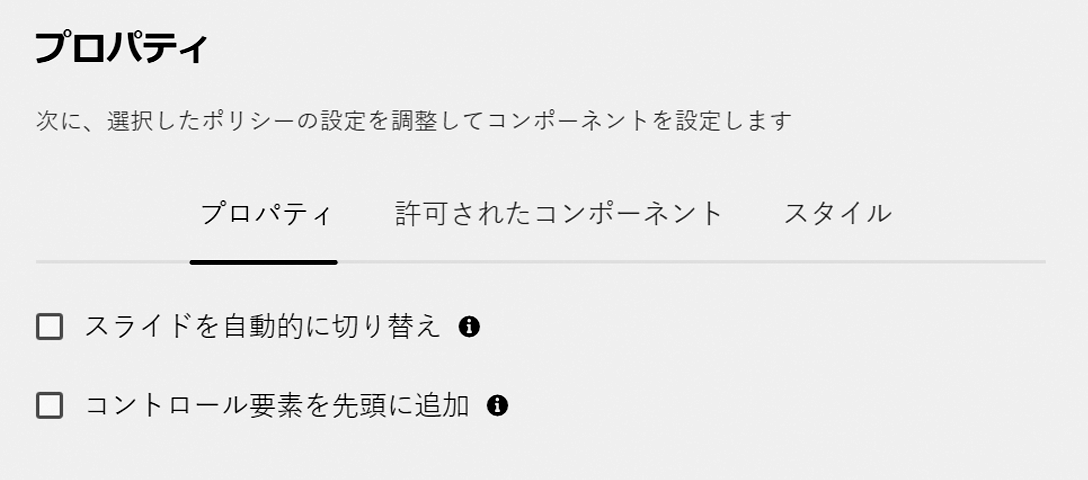 プロパティ
次に、選択したポリシーの設定を調整してコンポーネントを設定します
プロパティ 許可されたコンポーネント スタイル
スライドを自動的に切り替え
コントロール要素を先頭に追加